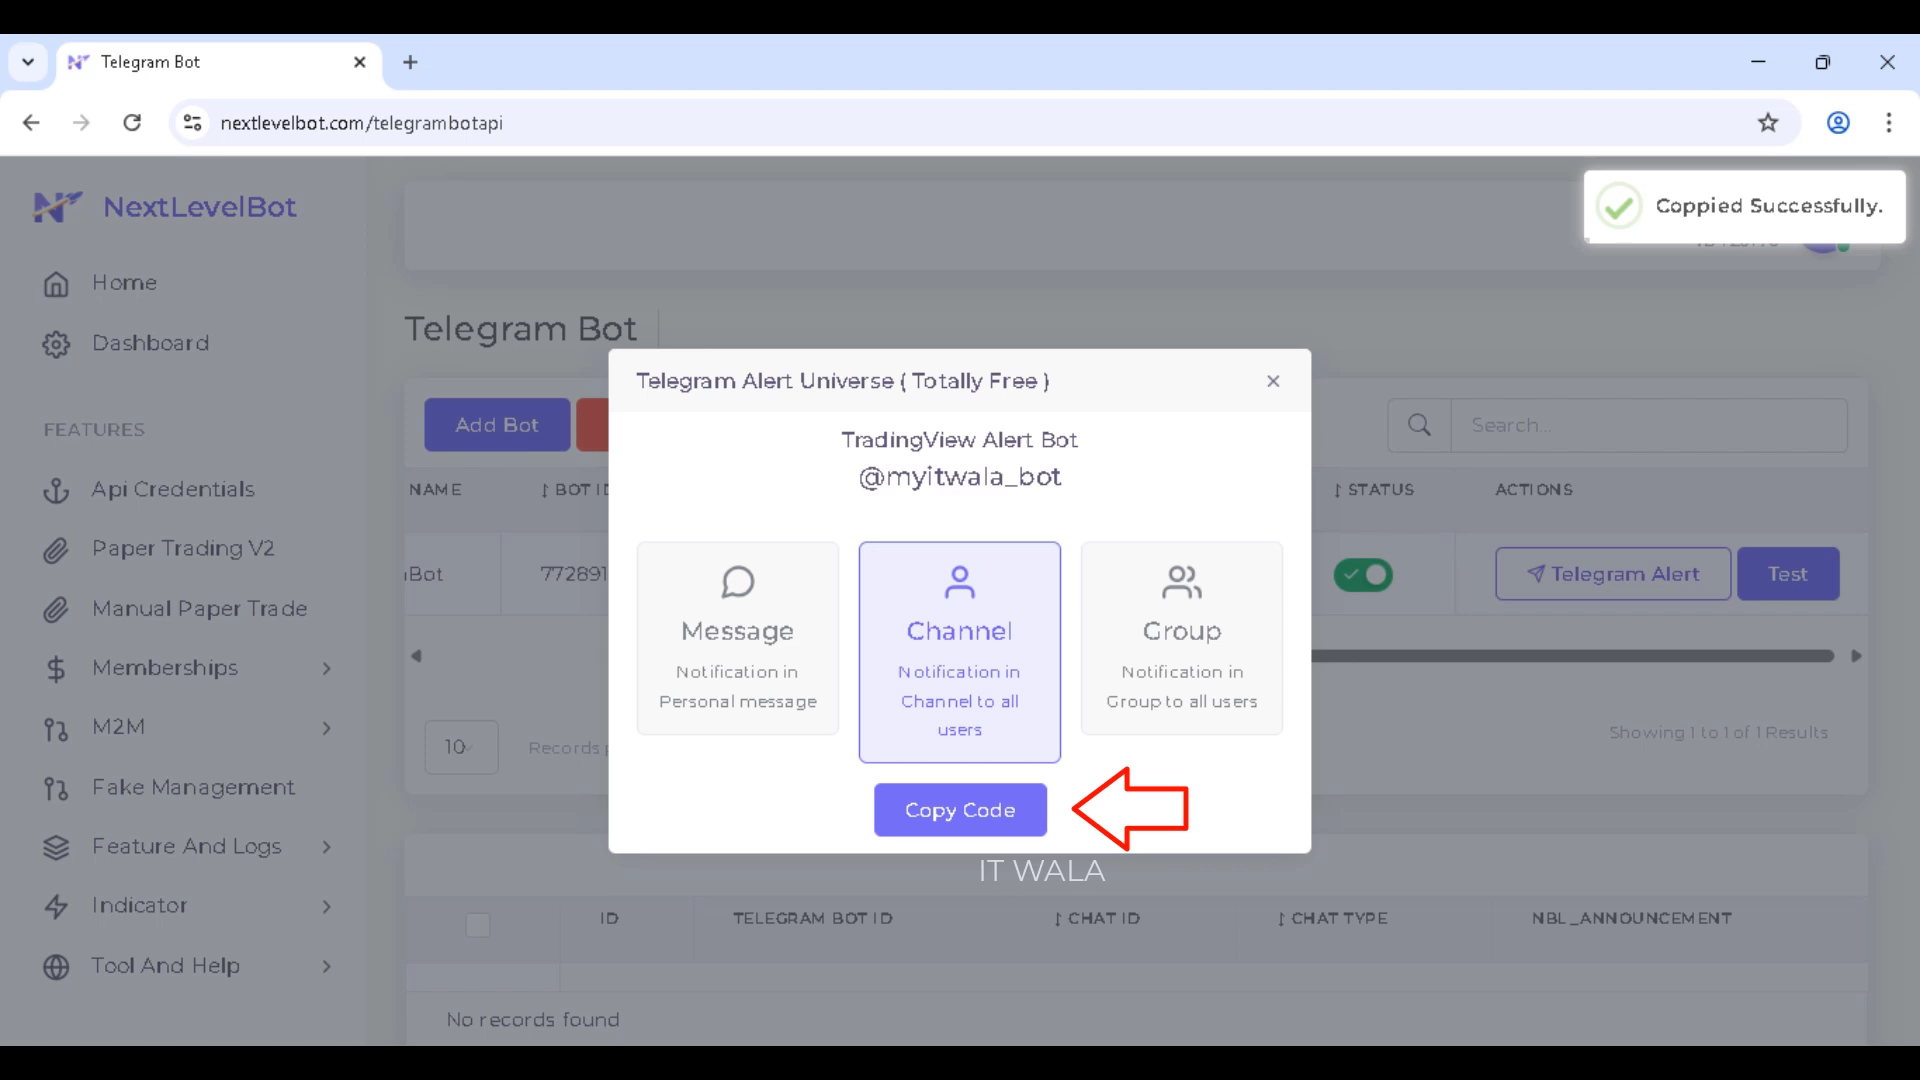 Telegram Bot
nextlevelbot.com/telegrambotapi
NextLevelBot
Coppied Successfully.
Home
Dashboard
Telegram Bot
FEATURES
Api Credentials
Paper Trading V2
Manual Paper Trade
Memberships
M2M
Fake Management
Feature And Logs
Indicator
Tool And Help
Add Bot
Search...
NAME
BOT ID
STATUS
ACTIONS
Bot
772891
Telegram Alert
Test
10
Records
Showing 1 to 1 of 1 Results
Telegram Alert Universe ( Totally Free )
TradingView Alert Bot
@myitwala_bot
Message
Notification in
Personal message
Channel
Notification in
Channel to all
users
Group
Notification in
Group to all users
Copy Code
IT WALA
ID
TELEGRAM BOT ID
CHAT ID
CHAT TYPE
NBL_ANNOUNCEMENT
No records found